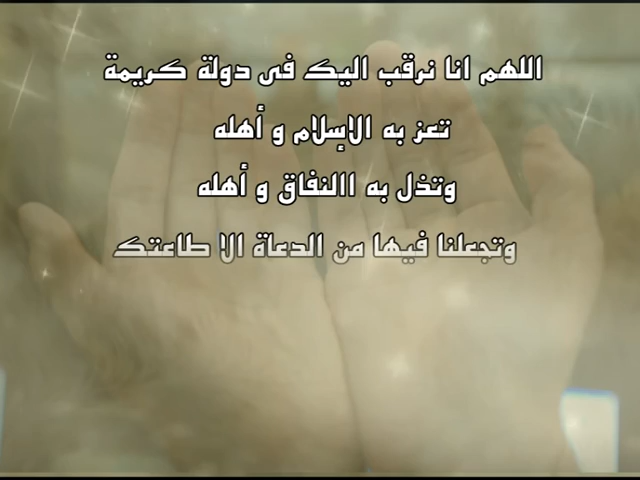 اللهم انا نرقب اليك فى دولة كريمة
تعز به الإسلام و أهله
وتذل به االنفاق و أهله
وتجعلنا فيها من الدعاة الا طاعتك